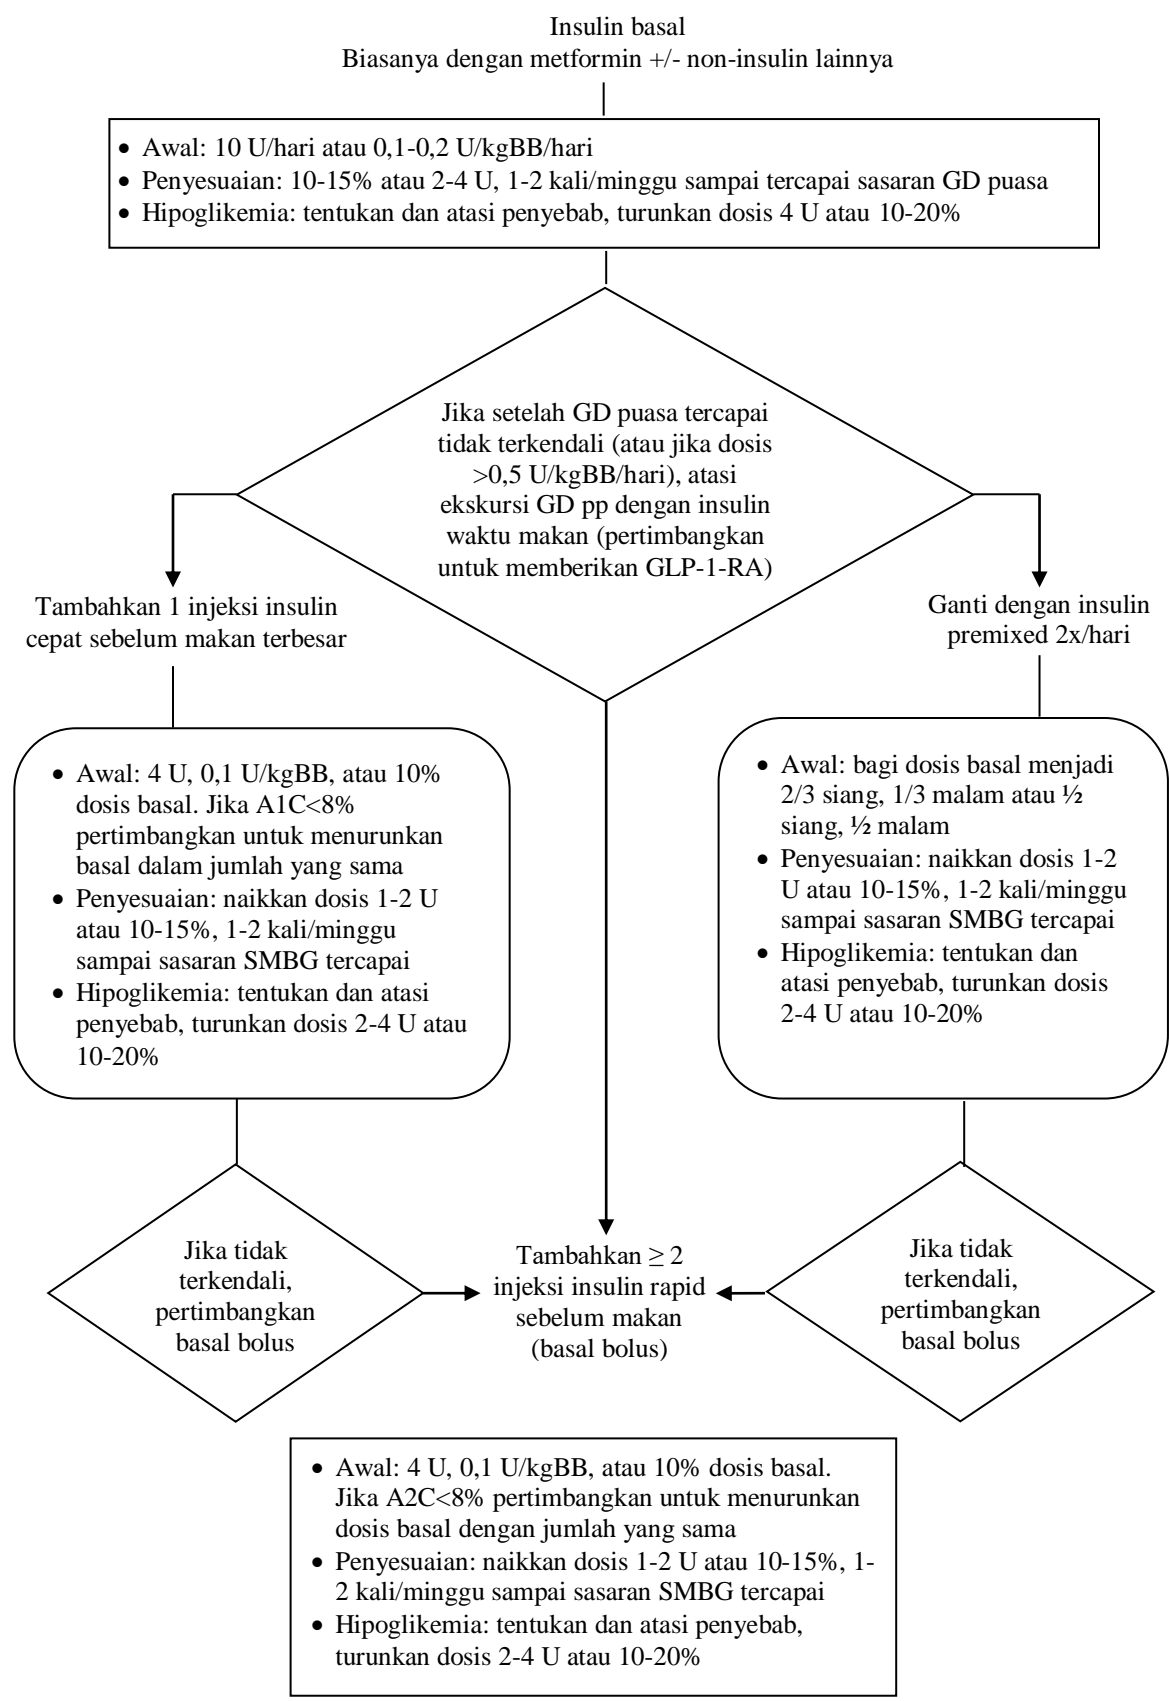 Insulin basal
Biasanya dengan metformin +/- non-insulin lainnya
• Awal: 10 U/hari atau 0,1-0,2 U/kgBB/hari
• Penyesuaian: 10-15% atau 2-4 U, 1-2 kali/minggu sampai tercapai sasaran GD puasa
• Hipoglikemia: tentukan dan atasi penyebab, turunkan dosis 4 U atau 10-20%
Jika setelah GD puasa tercapai
tidak terkendali (atau jika dosis
>0,5 U/kgBB/hari), atasi
ekskursi GD pp dengan insulin
waktu makan (pertimbangkan
untuk memberikan GLP-1-RA)
Tambahkan 1 injeksi insulin
cepat sebelum makan terbesar
Ganti dengan insulin
premixed 2x/hari
• Awal: 4 U, 0,1 U/kgBB, atau 10%
dosis basal. Jika A1C<8%
pertimbangkan untuk menurunkan
basal dalam jumlah yang sama
• Penyesuaian: naikkan dosis 1-2 U
atau 10-15%, 1-2 kali/minggu
sampai sasaran SMBG tercapai
• Hipoglikemia: tentukan dan atasi
penyebab, turunkan dosis 2-4 U atau
10-20%
• Awal: bagi dosis basal menjadi
2/3 siang, 1/3 malam atau ½
siang, ½ malam
• Penyesuaian: naikkan dosis 1-2
U atau 10-15%, 1-2 kali/minggu
sampai sasaran SMBG tercapai
• Hipoglikemia: tentukan dan
atasi penyebab, turunkan dosis
2-4 U atau 10-20%
Jika tidak
terkendali,
pertimbangkan
basal bolus
Tambahkan ≥ 2
injeksi insulin rapid
sebelum makan
(basal bolus)
Jika tidak
terkendali,
pertimbangkan
basal bolus
• Awal: 4 U, 0,1 U/kgBB, atau 10% dosis basal.
Jika A2C<8% pertimbangkan untuk menurunkan
dosis basal dengan jumlah yang sama
• Penyesuaian: naikkan dosis 1-2 U atau 10-15%, 1-
2 kali/minggu sampai sasaran SMBG tercapai
• Hipoglikemia: tentukan dan atasi penyebab,
turunkan dosis 2-4 U atau 10-20%